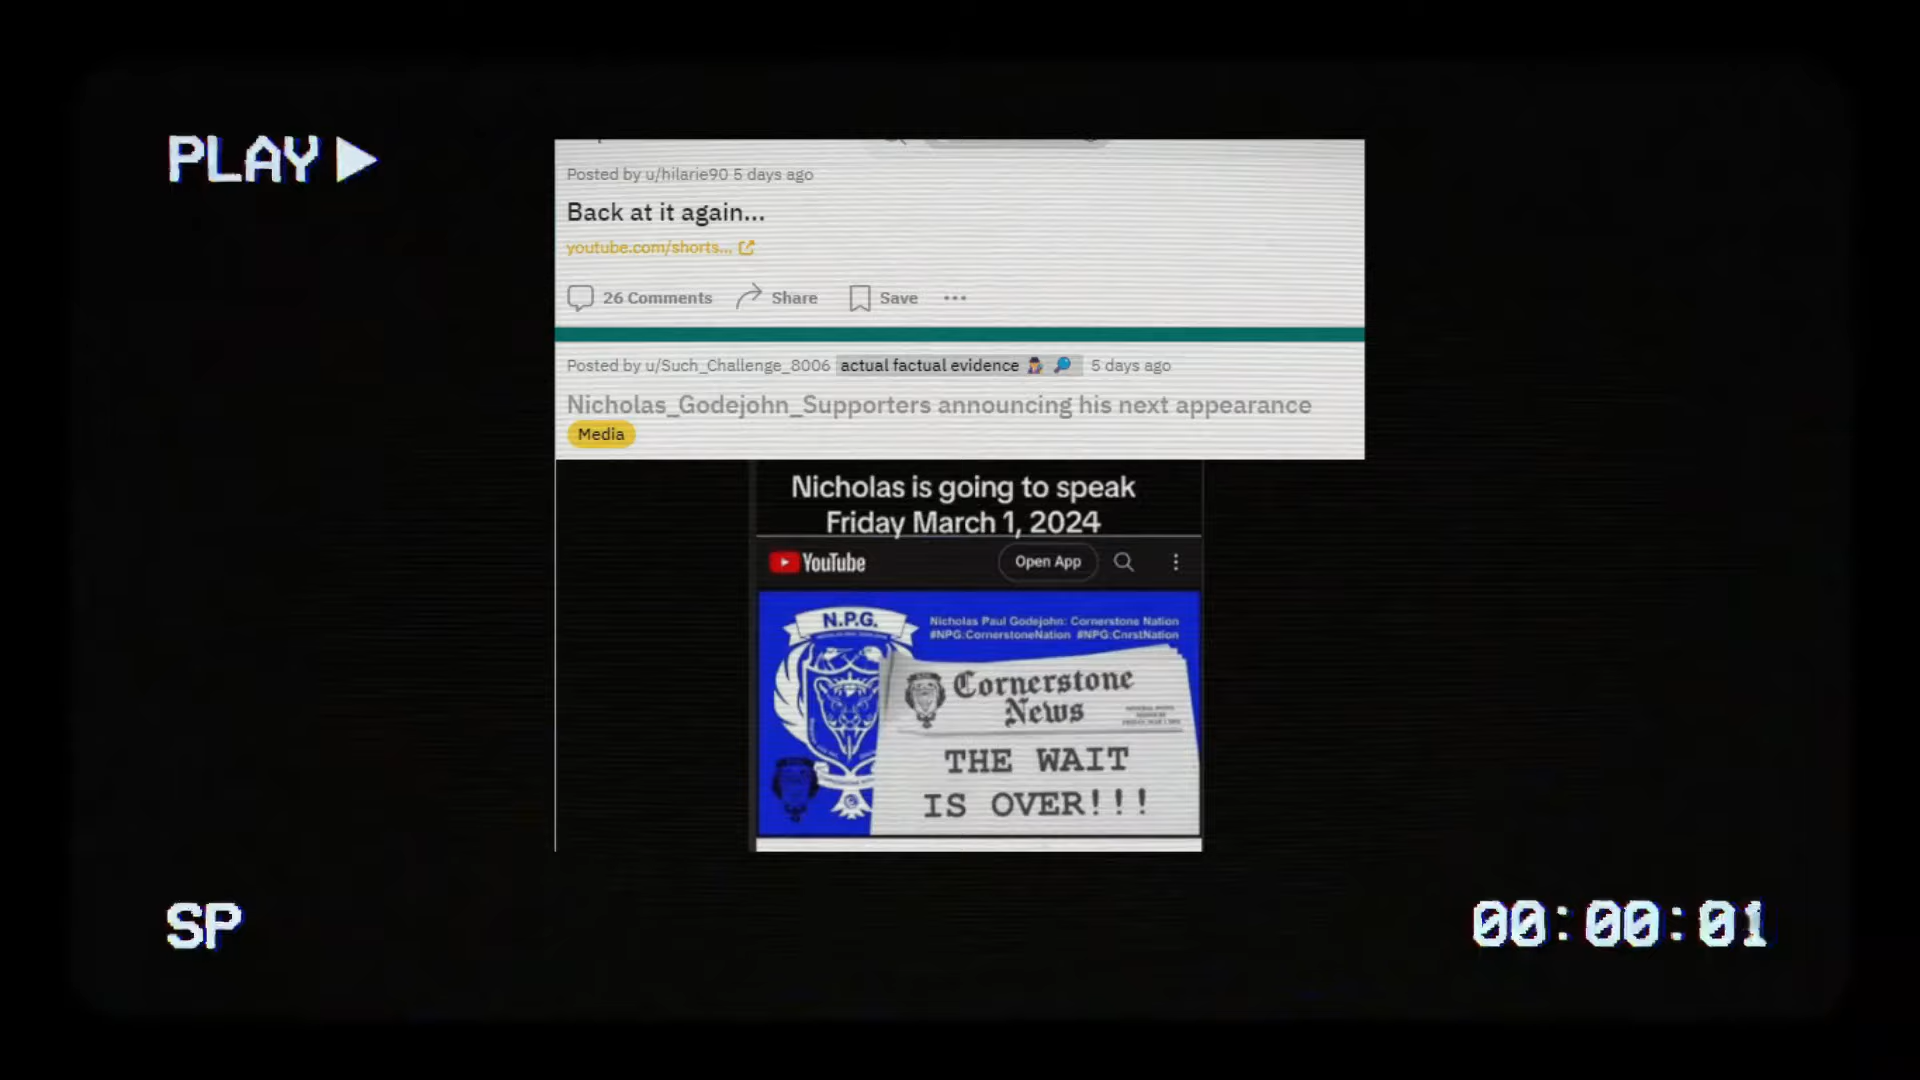 PLAY
Posted by u/hilarie90 5 days ago
Back at it again...
youtube.com/shorts...
26 Comments Share Save
Posted by u/Such_Challenge_8006 actual factual evidence 5 days ago
Nicholas_Godejohn_Supporters announcing his next appearance
Media
Nicholas is going to speak
Friday March 1, 2024
YouTube Open App
N.P.G.
Nicholas Paul Godejohn: Cornerstone Nation
#NPG:CornerstoneNation #NPG:CnrstNation
Cornerstone
News
THE WAIT
IS OVER!!!
SP
00:00:01